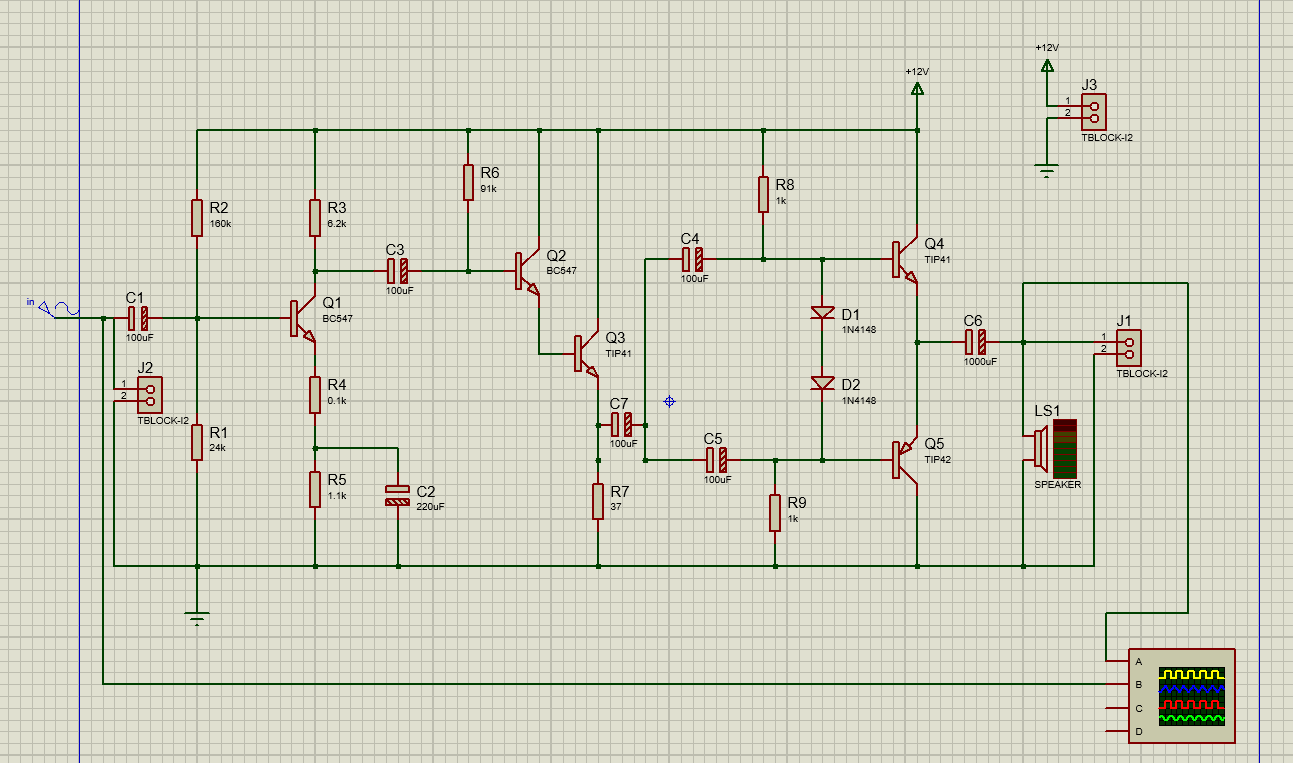 +12V
+12V
J3
1
2
TBLOCK-I2
R6
91k
R8
1k
R2
160k
R3
6.2k
C3
100uF
Q2
BC547
C4
100uF
Q4
TIP41
in
C1
100uF
Q1
BC547
D1
1N4148
C6
1000uF
J1
1
2
TBLOCK-I2
Q3
TIP41
J2
1
2
TBLOCK-I2
R4
0.1k
D2
1N4148
C7
100uF
LS1
SPEAKER
R1
24k
C5
100uF
Q5
TIP42
R5
1.1k
C2
220uF
R7
37
R9
1k
A
B
C
D